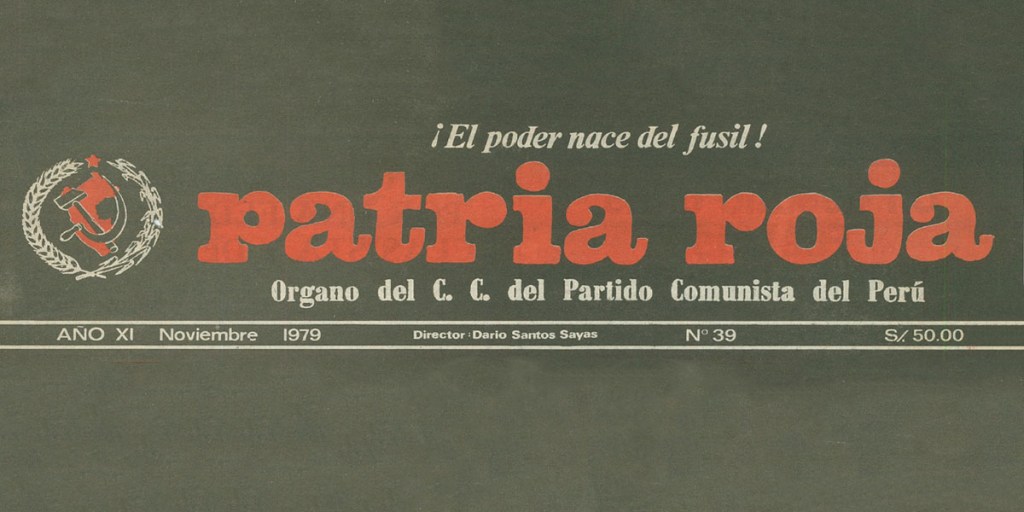 ¡El poder nace del fusil!
patria roja
Organo del C. C. del Partido Comunista del Perú
AÑO XI Noviembre 1979 Director: Dario Santos Sayas Nº 39 S/. 50.00